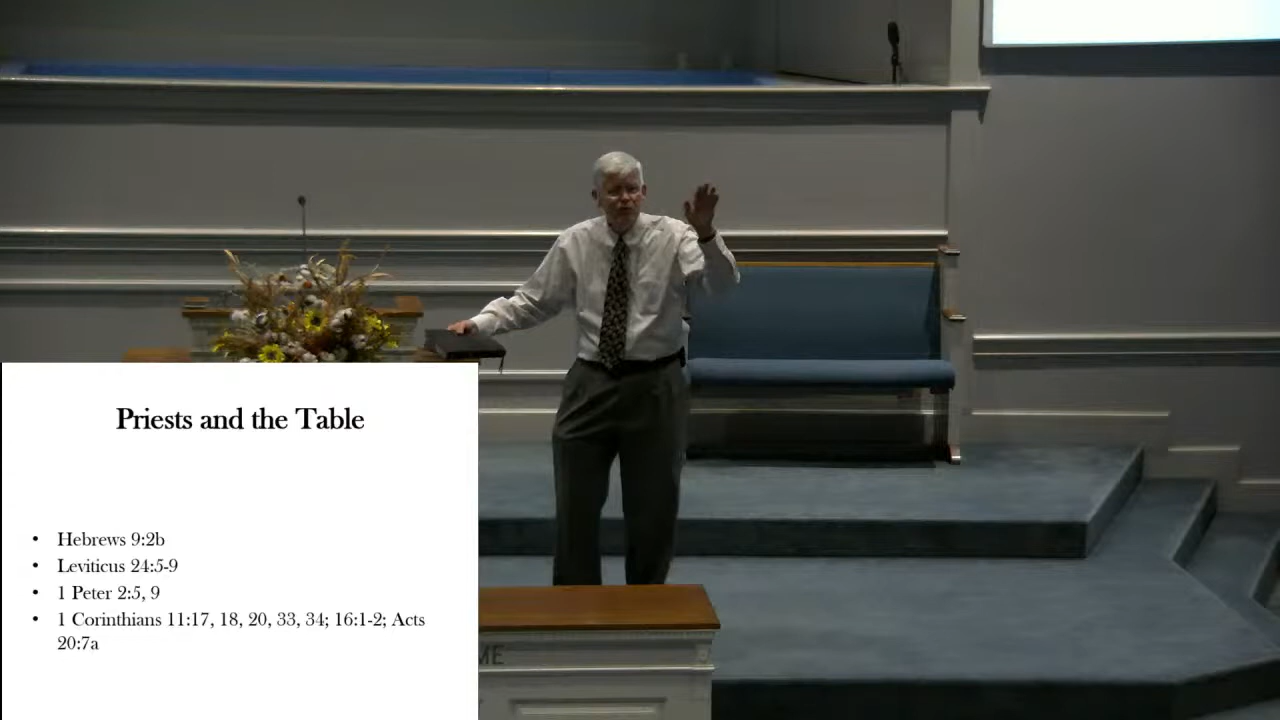 Priests and the Table
• Hebrews 9:2b
• Leviticus 24:5-9
• 1 Peter 2:5, 9
• 1 Corinthians 11:17, 18, 20, 33, 34; 16:1-2; Acts
20:7a
ME